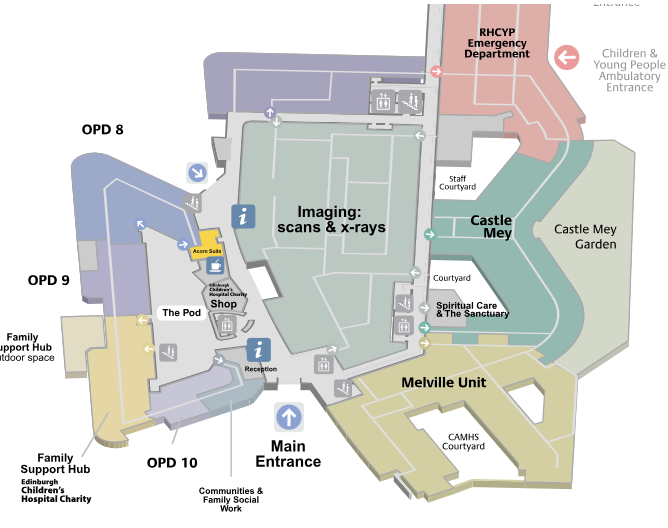 Entrance
RHCYP
Emergency
Department
Children &
Young People
Ambulatory
Entrance
OPD 8
Staff
Courtyard
i
Imaging:
scans & x-rays
Castle
Mey
Castle Mey
Garden
Acorn Suite
OPD 9
Courtyard
Edinburgh
Children's
Hospital Charity
Shop
The Pod
Spiritual Care
& The Sanctuary
Family
upport Hub
utdoor space
i
Reception
Melville Unit
Main
Entrance
CAMHS
Courtyard
Family
Support Hub
Edinburgh
Children's
Hospital Charity
OPD 10
Communities &
Family Social
Work